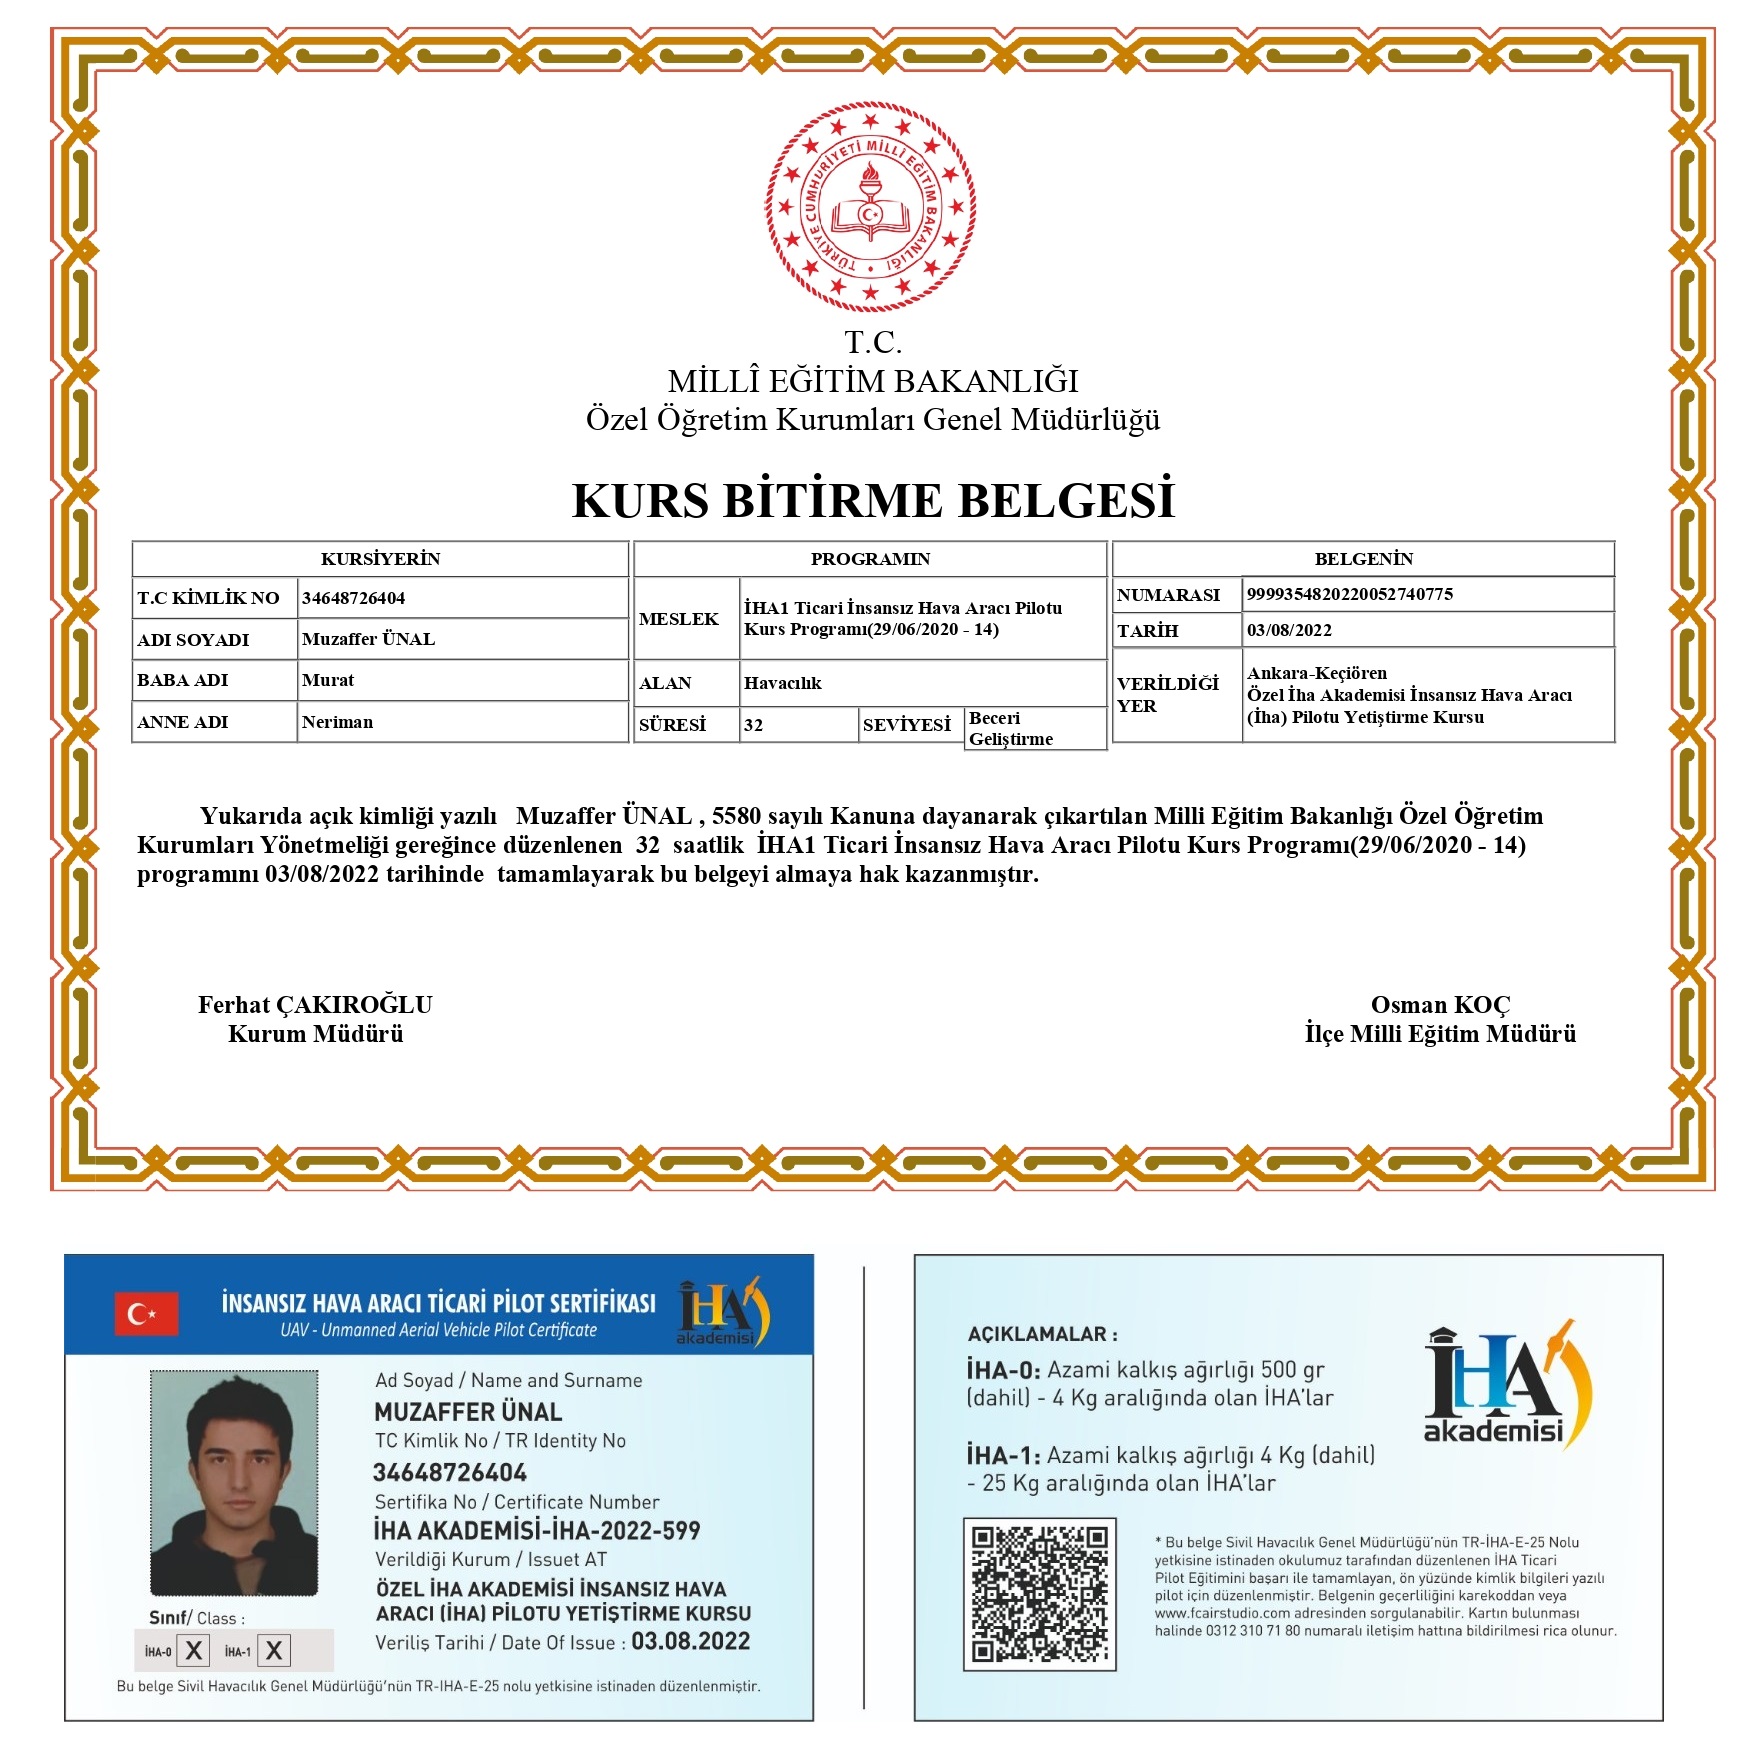 TÜRKİYE CUMHURİYETİ MİLLİ EĞİTİM BAKANLIĞI
T.C.
MİLLÎ EĞİTİM BAKANLIĞI
Özel Öğretim Kurumları Genel Müdürlüğü
KURS BİTİRME BELGESİ
KURSİYERİN
T.C KİMLİK NO 34648726404
ADI SOYADI Muzaffer ÜNAL
BABA ADI Murat
ANNE ADI Neriman
PROGRAMIN
MESLEK İHA1 Ticari İnsansız Hava Aracı Pilotu
Kurs Programı(29/06/2020 - 14)
ALAN Havacılık
SÜRESİ 32 SEVİYESİ Beceri
Geliştirme
BELGENİN
NUMARASI 9999354820220052740775
TARİH 03/08/2022
VERİLDİĞİ
YER
Ankara-Keçiören
Özel İha Akademisi İnsansız Hava Aracı
(İha) Pilotu Yetiştirme Kursu
Yukarıda açık kimliği yazılı Muzaffer ÜNAL , 5580 sayılı Kanuna dayanarak çıkartılan Milli Eğitim Bakanlığı Özel Öğretim
Kurumları Yönetmeliği gereğince düzenlenen 32 saatlik İHA1 Ticari İnsansız Hava Aracı Pilotu Kurs Programı(29/06/2020 - 14)
programını 03/08/2022 tarihinde tamamlayarak bu belgeyi almaya hak kazanmıştır.
Ferhat ÇAKIROĞLU
Kurum Müdürü
Osman KOÇ
İlçe Milli Eğitim Müdürü
İNSANSIZ HAVA ARACI TİCARİ PİLOT SERTİFİKASI
UAV - Unmanned Aerial Vehicle Pilot Certificate
İHA
akademisi
Ad Soyad / Name and Surname
MUZAFFER ÜNAL
TC Kimlik No / TR Identity No
34648726404
Sertifika No / Certificate Number
İHA AKADEMİSİ-İHA-2022-599
Verildiği Kurum / Issuet AT
ÖZEL İHA AKADEMİSİ İNSANSIZ HAVA
ARACI (İHA) PİLOTU YETİŞTİRME KURSU
Veriliş Tarihi / Date Of Issue : 03.08.2022
Sınıf/ Class :
İHA-0 X İHA-1 X
Bu belge Sivil Havacılık Genel Müdürlüğü'nün TR-IHA-E-25 nolu yetkisine istinaden düzenlenmiştir.
AÇIKLAMALAR :
İHA-0: Azami kalkış ağırlığı 500 gr
(dahil) - 4 Kg aralığında olan İHA'lar
İHA-1: Azami kalkış ağırlığı 4 Kg (dahil)
- 25 Kg aralığında olan İHA'lar
İHA
akademisi
* Bu belge Sivil Havacılık Genel Müdürlüğü'nün TR-İHA-E-25 Nolu
yetkisine istinaden okulumuz tarafından düzenlenen İHA Ticari
Pilot Eğitimini başarı ile tamamlayan, ön yüzünde kimlik bilgileri yazılı
pilot için düzenlenmiştir. Belgenin geçerliliğini karekoddan veya
www.fcairstudio.com adresinden sorgulanabilir. Kartın bulunması
halinde 0312 310 71 80 numaralı iletişim hattına bildirilmesi rica olunur.